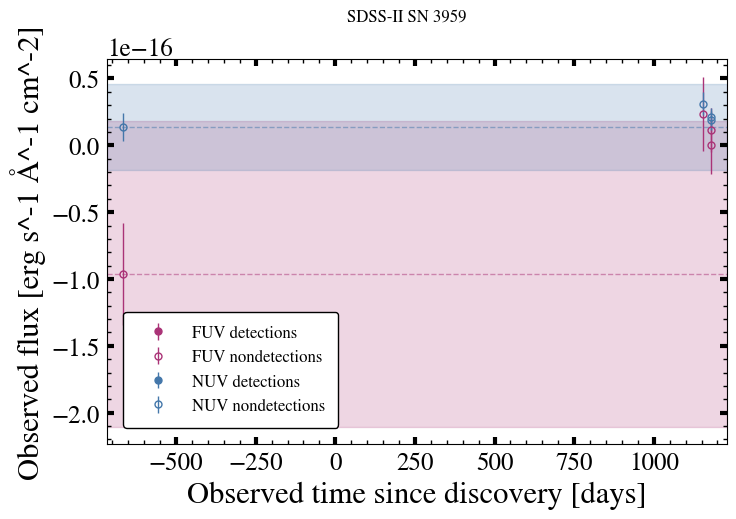 SDSS-II SN 3959
1e−16
Observed flux [erg s^-1 Å^-1 cm^-2]
0.5
0.0
−0.5
−1.0
−1.5
−2.0
FUV detections
FUV nondetections
NUV detections
NUV nondetections
−500 −250 0 250 500 750 1000
Observed time since discovery [days]